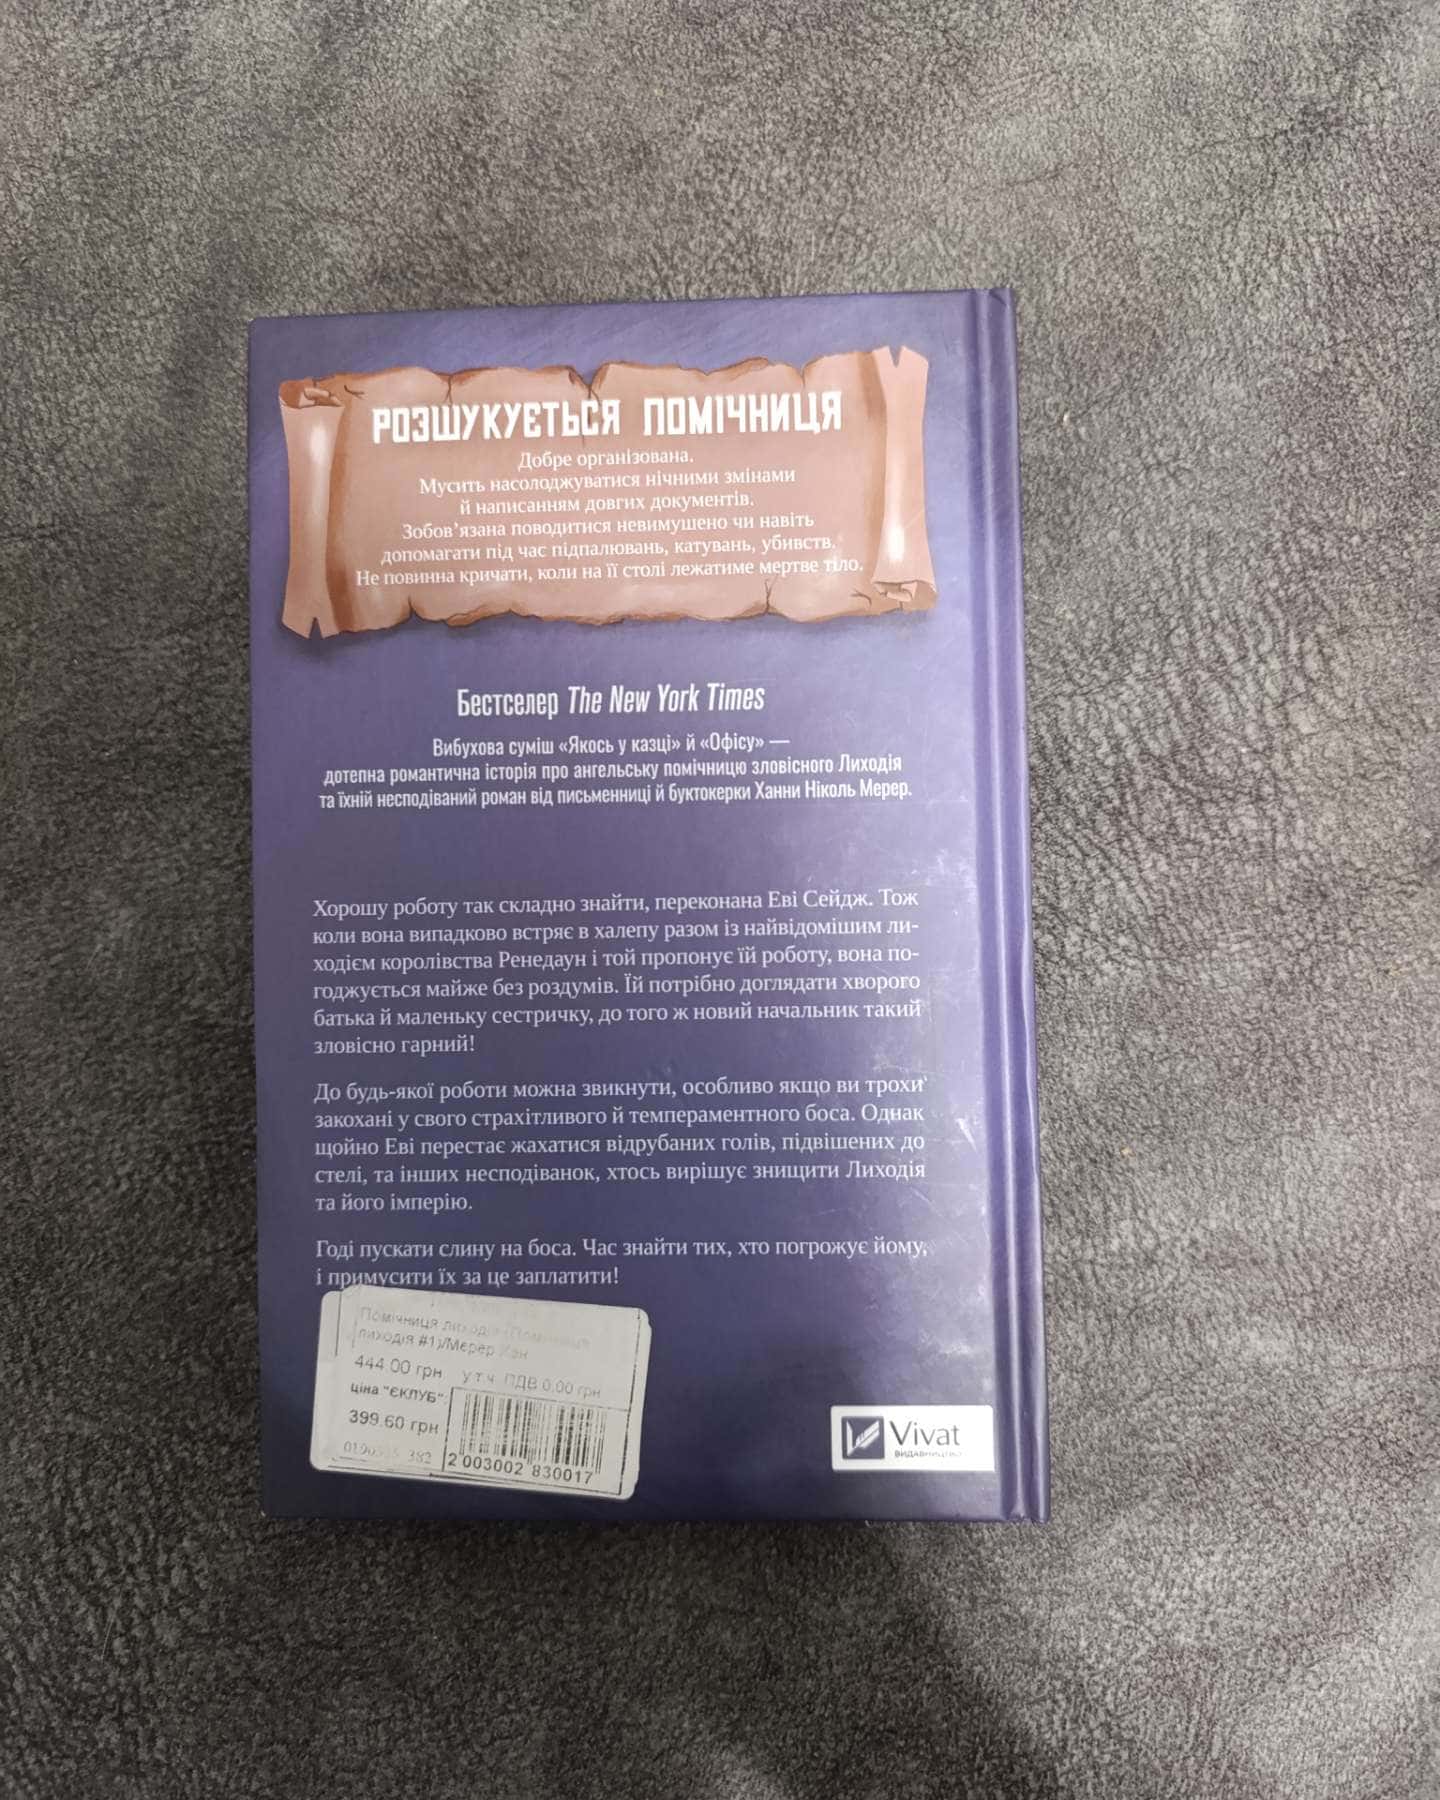 РОЗШУКУЄТЬСЯ ПОМІЧНИЦЯ
Добре організована.
Мусить насолоджуватися нічними змінами
й написанням довгих документів.
Зобов’язана поводитися невимушено чи навіть
допомагати під час підпалювань, катувань, убивств.
Не повинна кричати, коли на її столі лежатиме мертве тіло.
Бестселер The New York Times
Вибухова суміш «Якось у казці» й «Офісу» —
дотепна романтична історія про ангельську помічницю зловісного Лиходія
та їхній несподіваний роман від письменниці й буктокерки Ханни Ніколь Мерер.
Хорошу роботу так складно знайти, переконана Еві Сейдж. Тож
коли вона випадково встряє в халепу разом із найвідомішим ли-
ходієм королівства Ренедаун і той пропонує їй роботу, вона по-
годжується майже без роздумів. Їй потрібно доглядати хворого
батька й маленьку сестричку, до того ж новий начальник такий
зловісно гарний!
До будь-якої роботи можна звикнути, особливо якщо ви трохи
закохані у свого страхітливого й темпераментного боса. Однак
щойно Еві перестає жахатися відрубаних голів, підвішених до
стелі, та інших несподіванок, хтось вирішує знищити Лиходія
та його імперію.
Годі пускати слину на боса. Час знайти тих, хто погрожує йому,
і примусити їх за це заплатити!
Помічниця лиходія (Помічниця
лиходія #1)/Мерер Хан
444.00 грн у т.ч. ПДВ 0.00 грн
ціна "ЄКЛУБ":
399.60 грн
382
2 003002 830017
Vivat
ВИДАВНИЦТВО